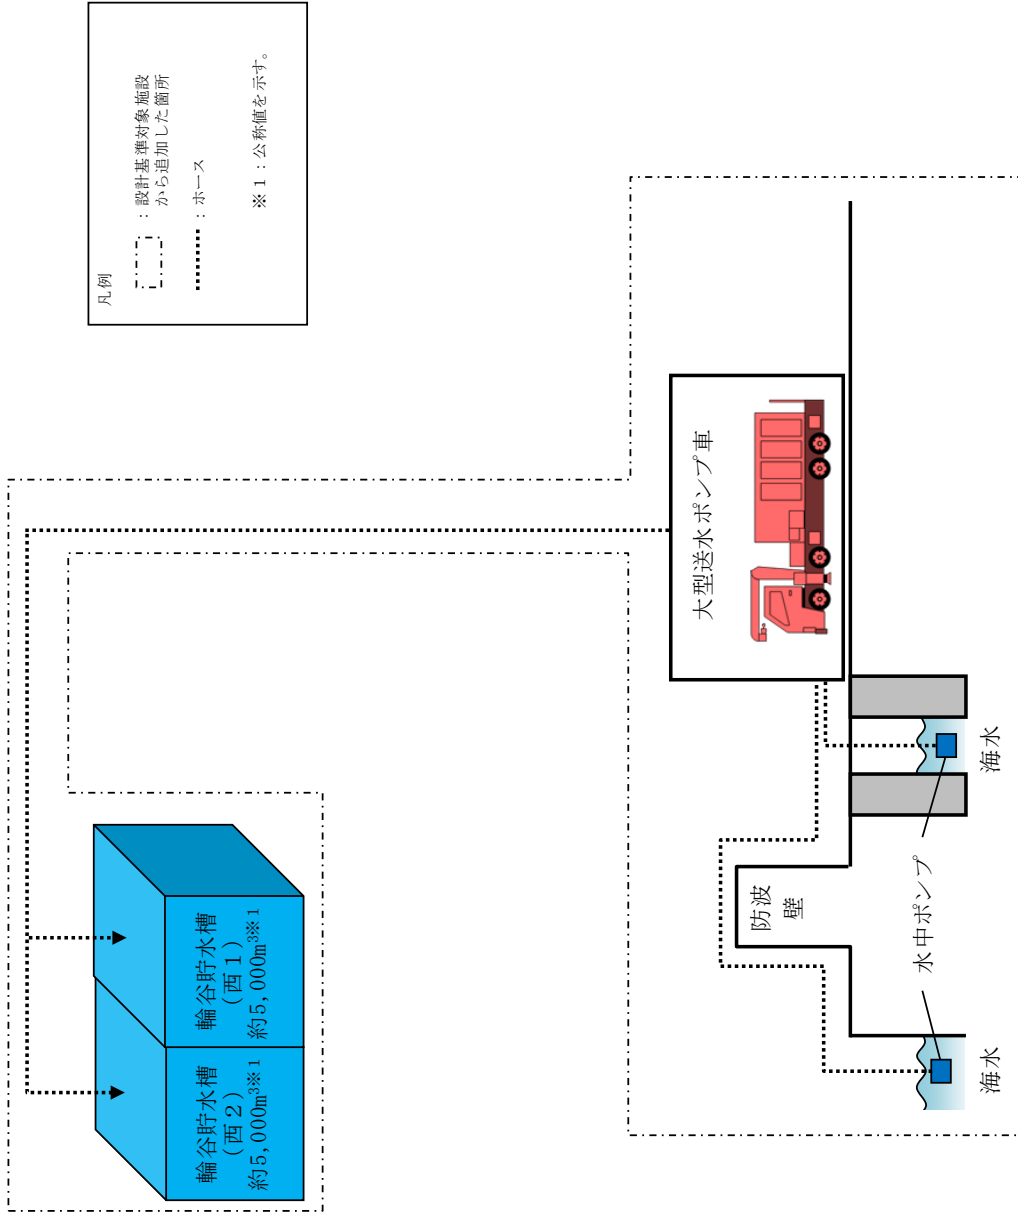 凡例
：設計基準対象施設
から追加した箇所
：ホース
※１：公称値を示す。
大型送水ポンプ車
輪谷貯水槽
（西２）
約5,000m³※1
輪谷貯水槽
（西１）
約5,000m³※1
防波
壁
水中ポンプ
海水
海水